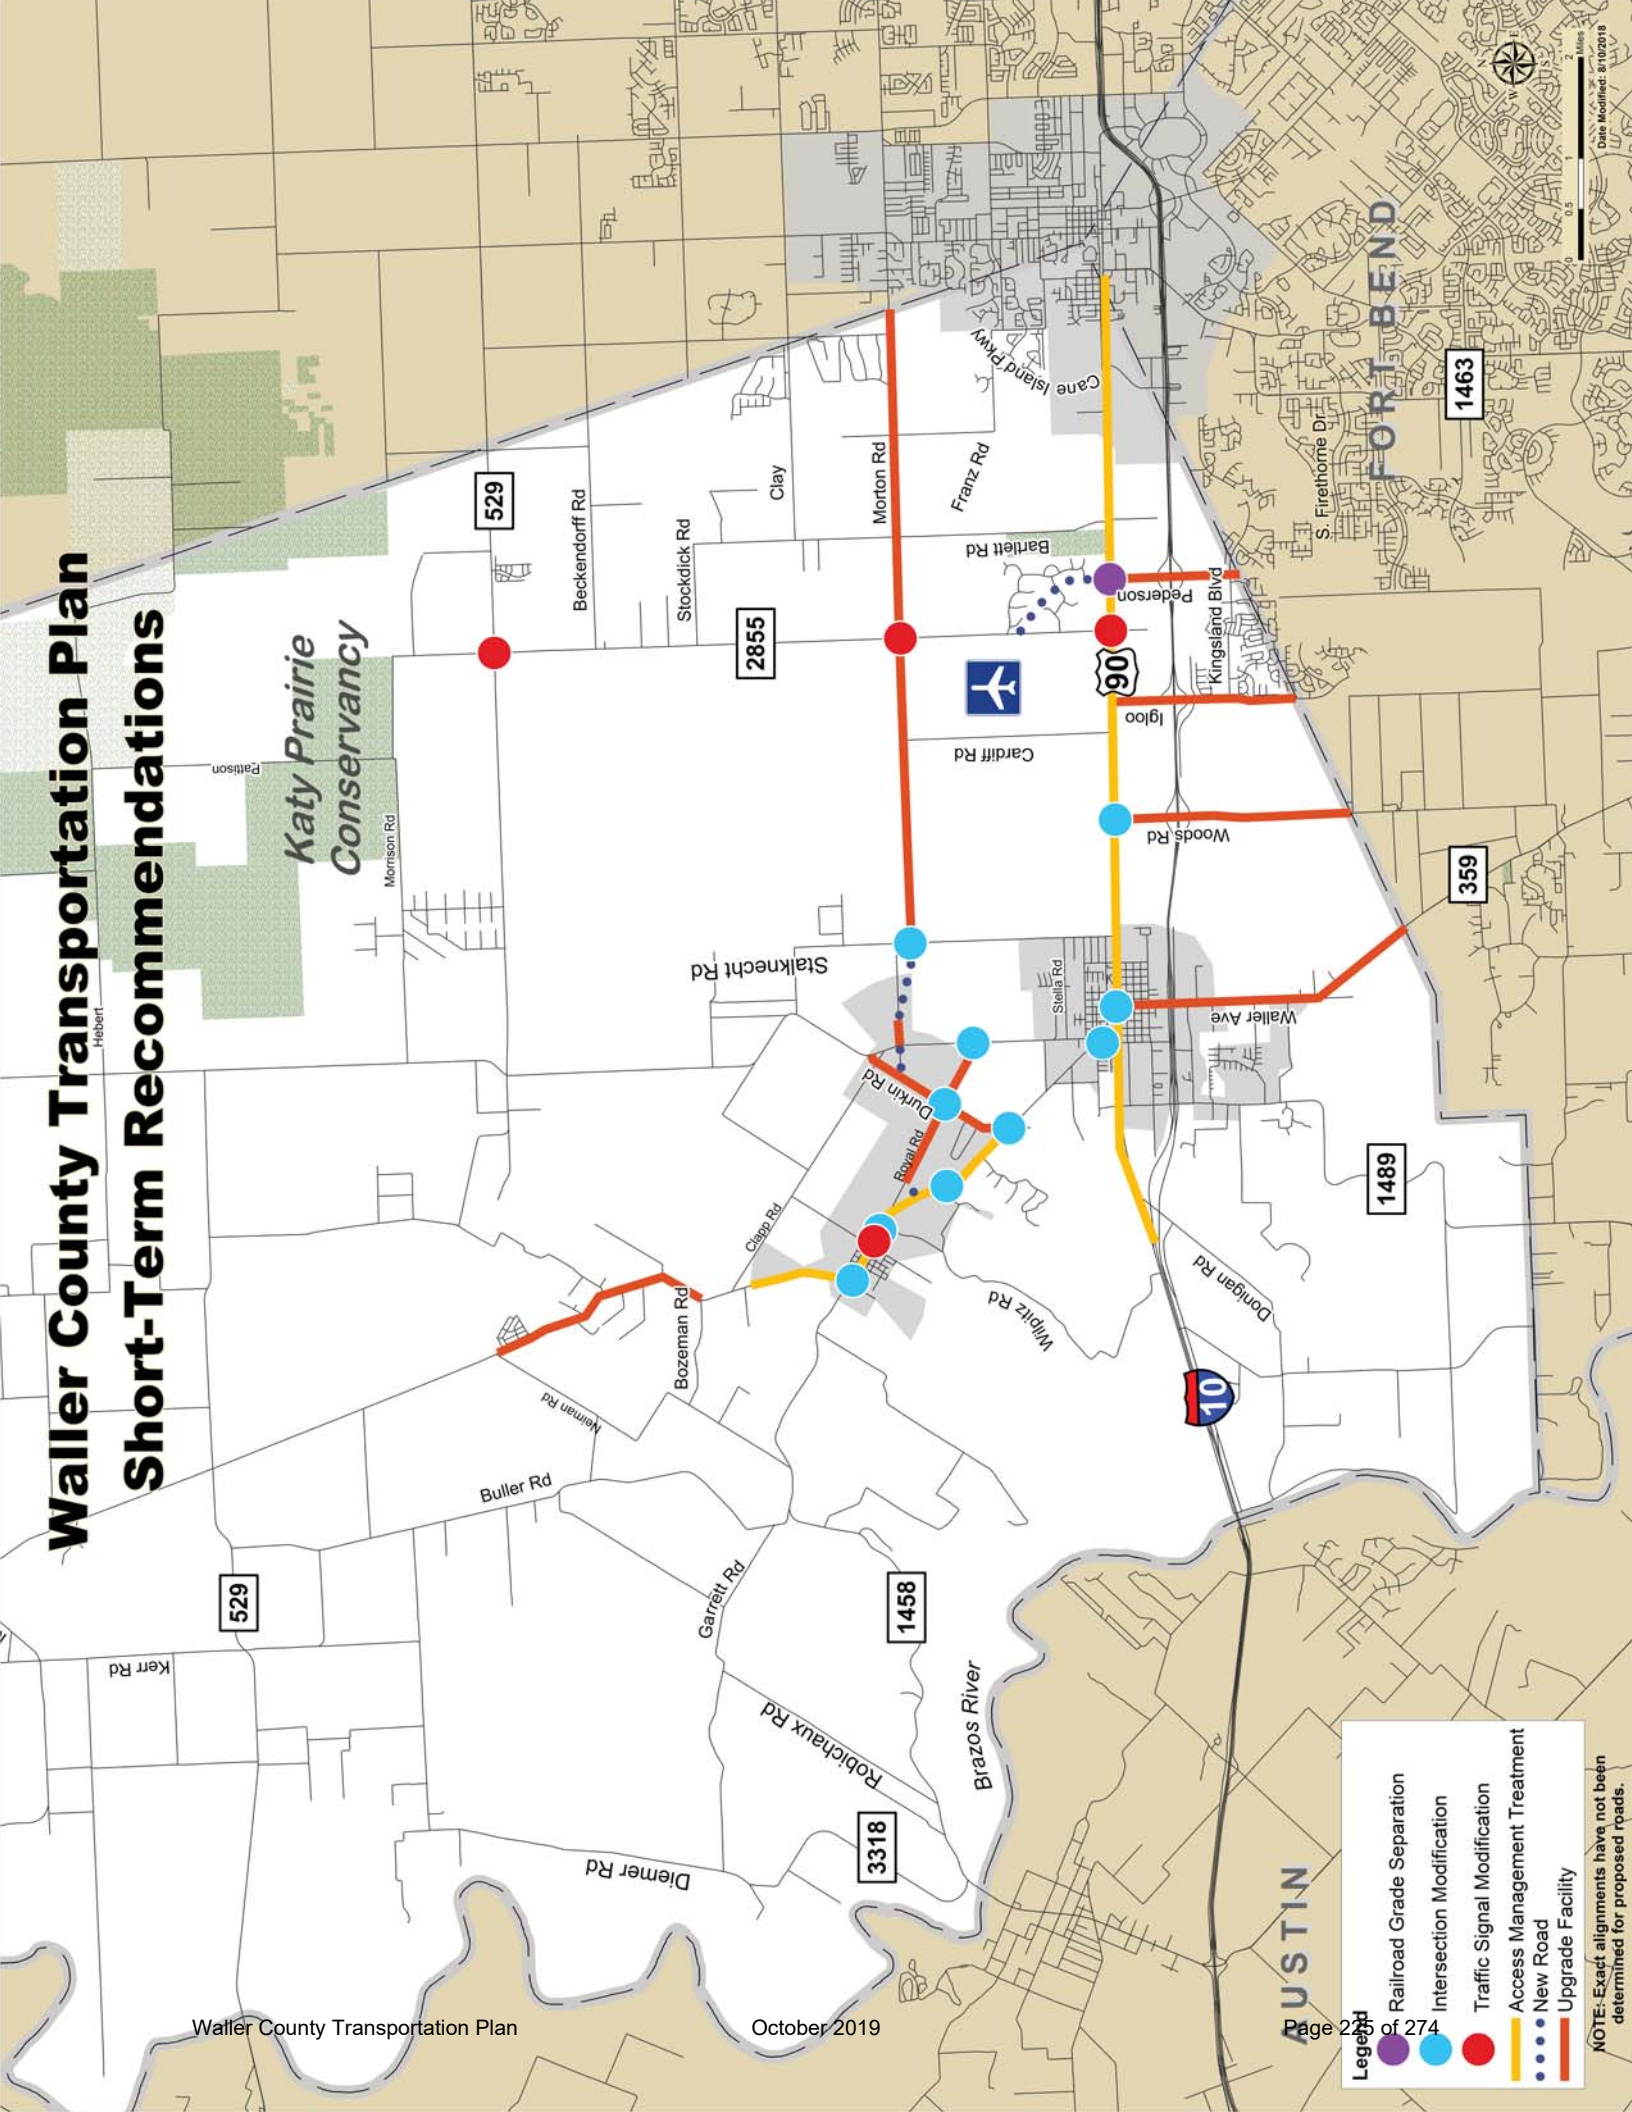 Waller County Transportation Plan
Short-Term Recommendations
Katy Prairie
Conservancy
Hebert
Pattison
Morrison Rd
529
Beckendorff Rd
Stockdick Rd
2855
Clay
Morton Rd
Franz Rd
Cane Island Pkwy
Bartlett Rd
Pederson
Kingsland Blvd
90
Igloo
Cardiff Rd
Woods Rd
Stalknecht Rd
Stella Rd
Waller Ave
359
Durkin Rd
Royal Rd
Clapp Rd
Bozeman Rd
Neiman Rd
Wilpitz Rd
Donigan Rd
1489
10
Buller Rd
529
Garrett Rd
1458
Kerr Rd
Robichaux Rd
Brazos River
3318
Diemer Rd
S. Firethorne Dr
FORT BEND
1463
AUSTIN
N
E
S
W
0 0.5 1 2 Miles
Date Modified: 8/10/2018
Legend
Railroad Grade Separation
Intersection Modification
Traffic Signal Modification
Access Management Treatment
New Road
Upgrade Facility
NOTE: Exact alignments have not been
determined for proposed roads.
Waller County Transportation Plan October 2019 Page 225 of 274